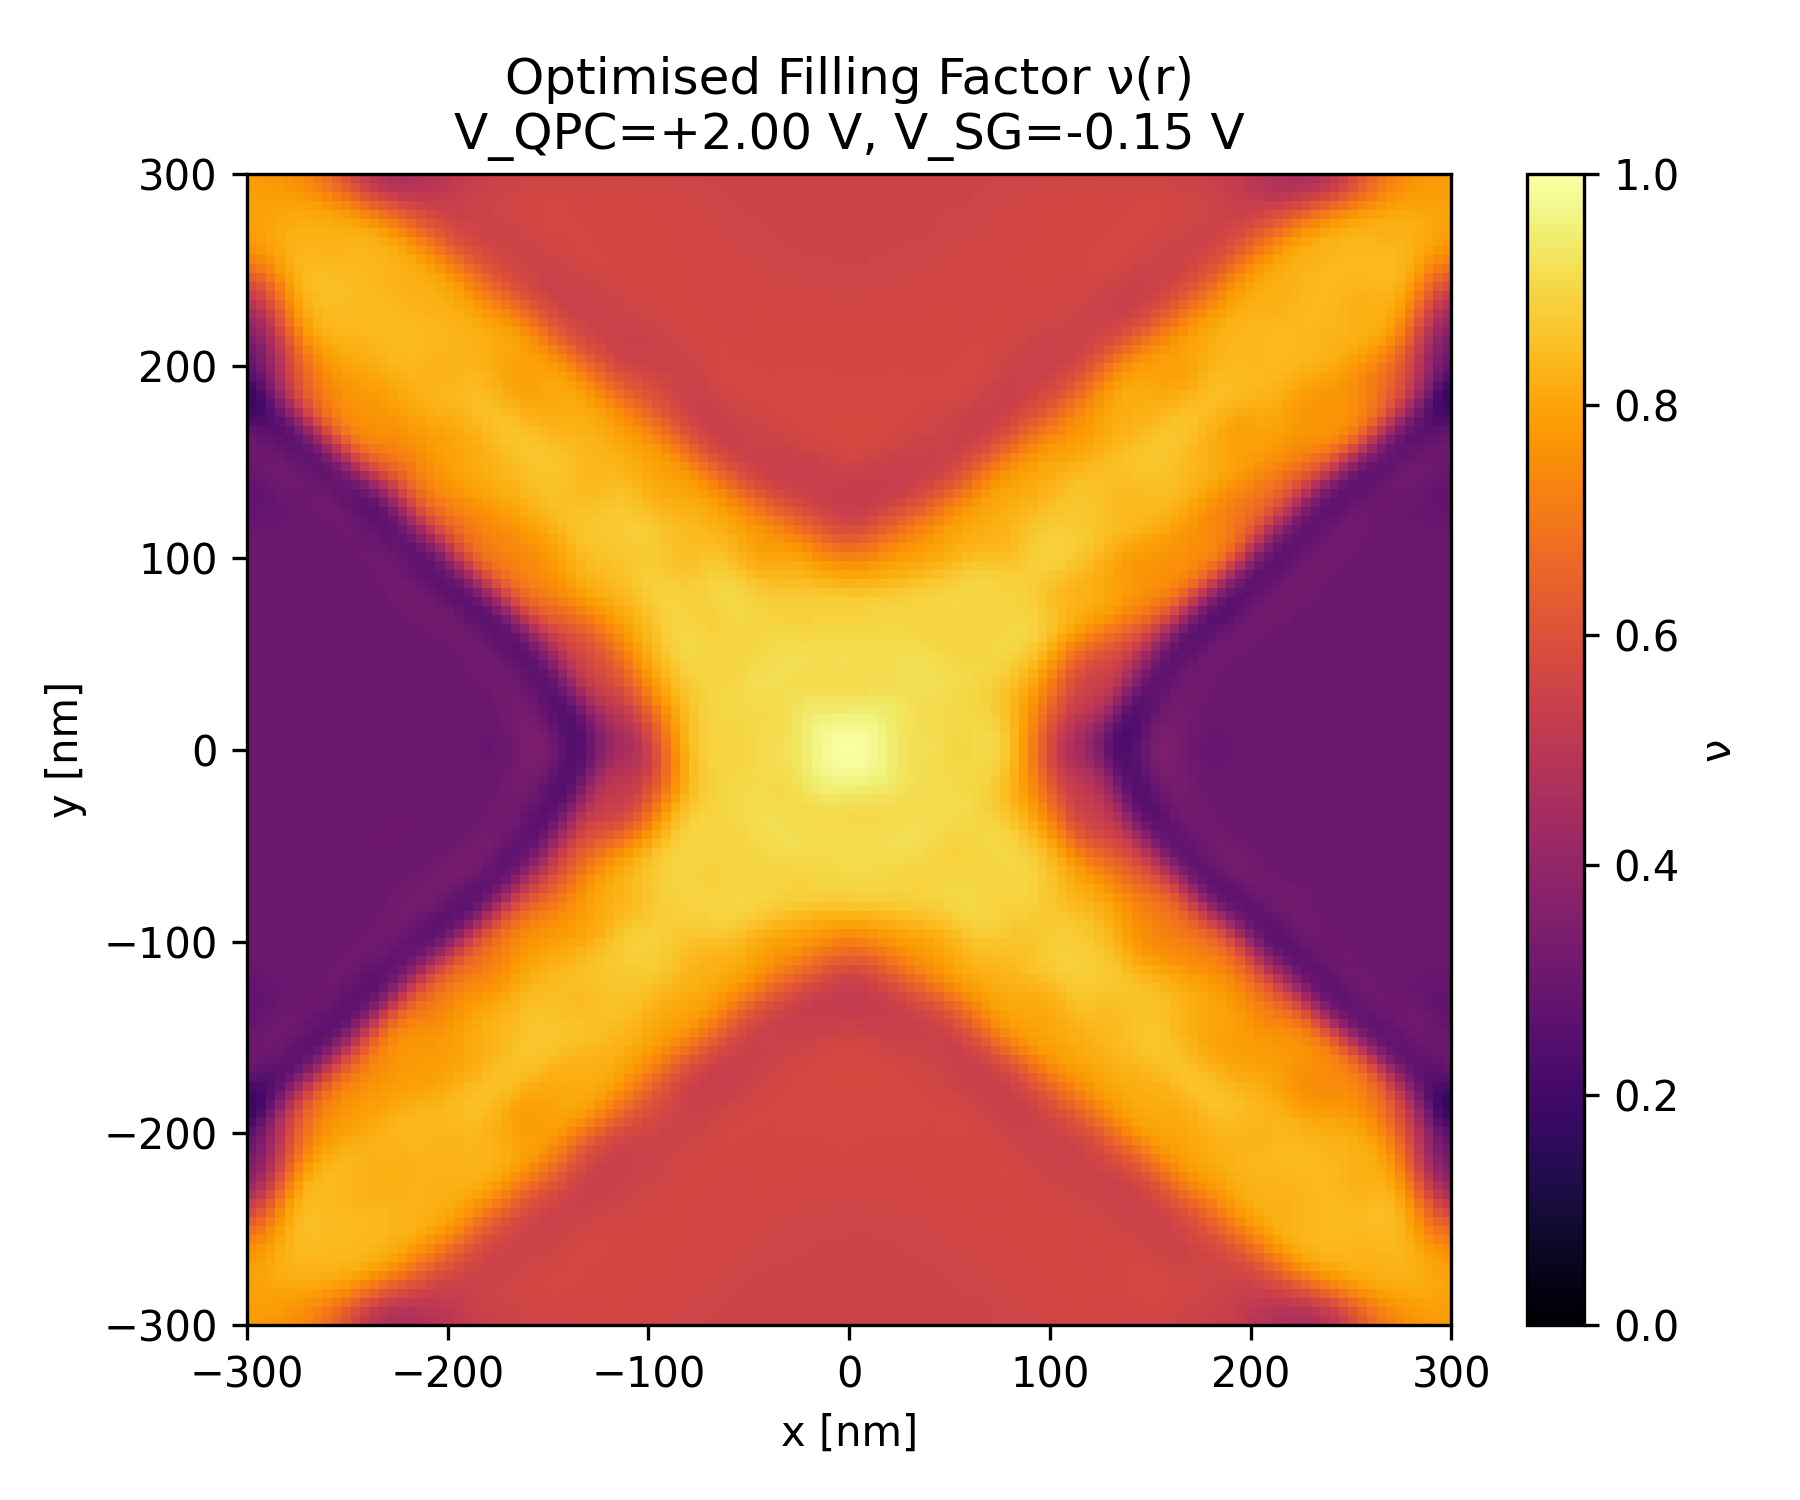 Optimised Filling Factor ν(r)
V_QPC=+2.00 V, V_SG=-0.15 V
300
200
100
0
−100
−200
−300
y [nm]
−300 −200 −100 0 100 200 300
x [nm]
1.0
0.8
0.6
0.4
0.2
0.0
ν